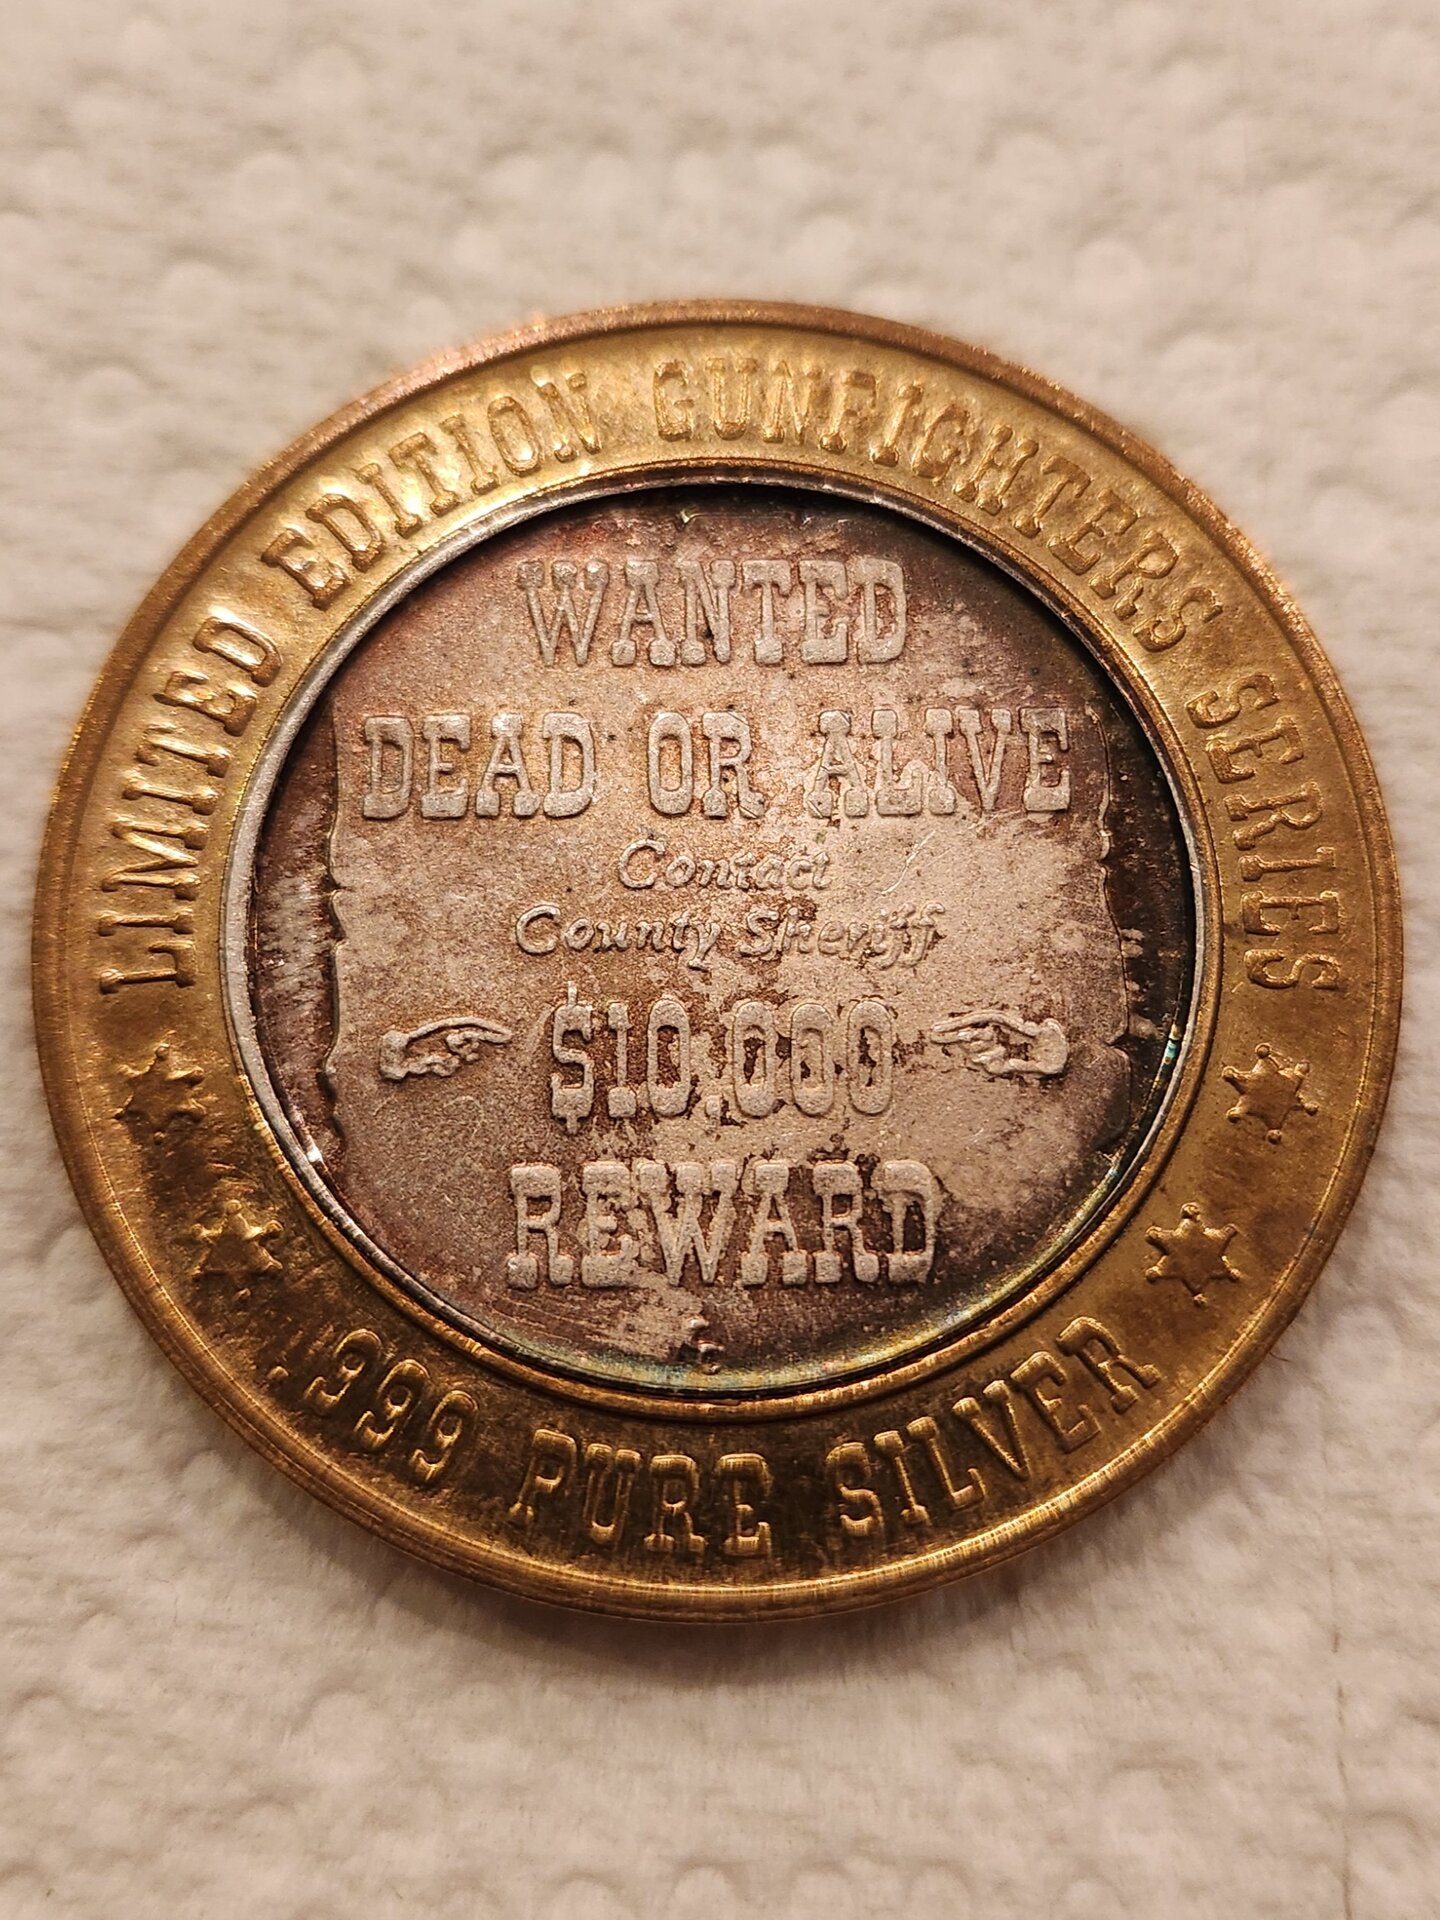 LIMITED EDITION GUNFIGHTERS SERIES
WANTED
DEAD OR ALIVE
Contact
County Sheriff
$10,000
REWARD
.999 PURE SILVER